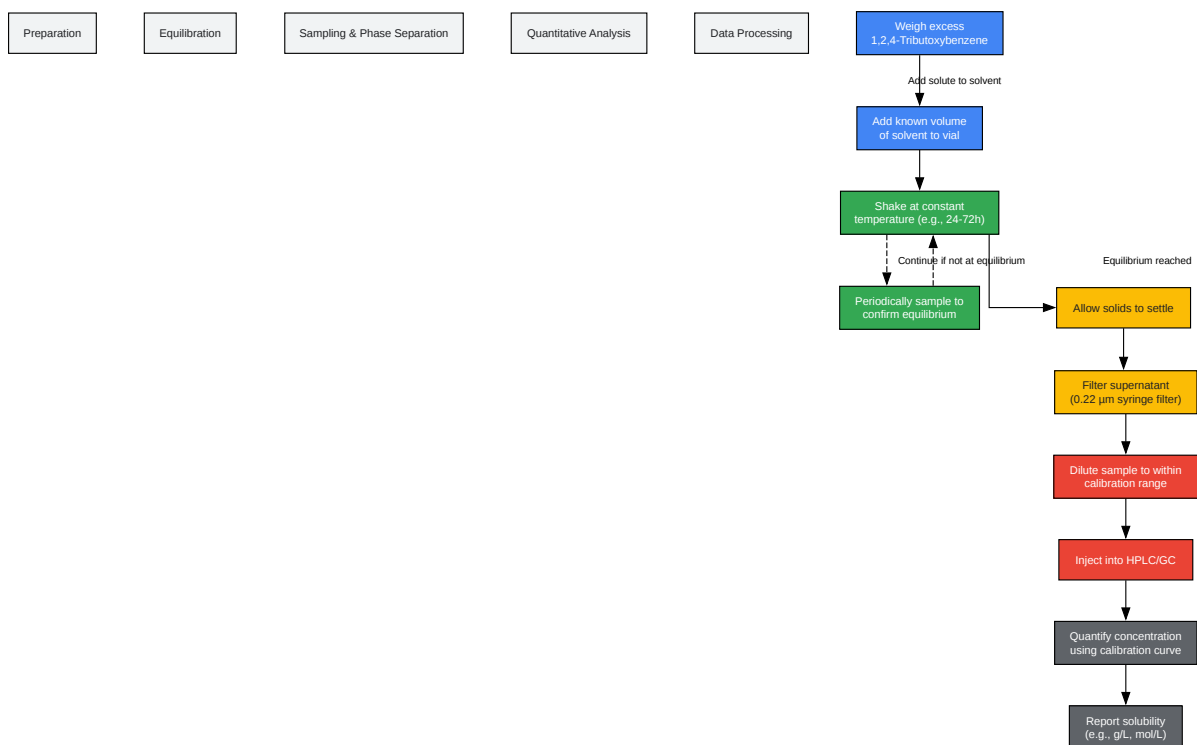 Preparation
Equilibration
Sampling & Phase Separation
Quantitative Analysis
Data Processing
Weigh excess
1,2,4-Tributoxybenzene
Add solute to solvent
Add known volume
of solvent to vial
Shake at constant
temperature (e.g., 24-72h)
Continue if not at equilibrium
Equilibrium reached
Periodically sample to
confirm equilibrium
Allow solids to settle
Filter supernatant
(0.22 µm syringe filter)
Dilute sample to within
calibration range
Inject into HPLC/GC
Quantify concentration
using calibration curve
Report solubility
(e.g., g/L, mol/L)